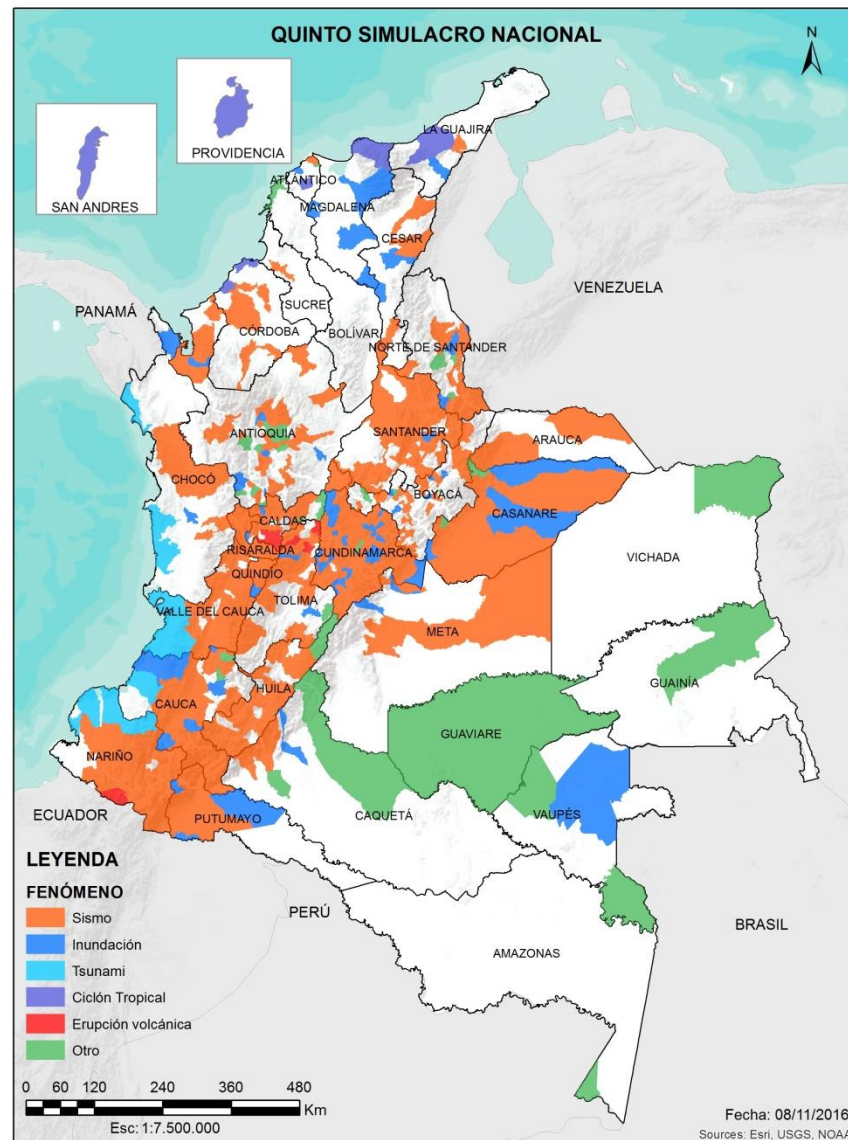 QUINTO SIMULACRO NACIONAL
N
PROVIDENCIA
SAN ANDRES
LA GUAJIRA
ATLÁNTICO
MAGDALENA
CESAR
VENEZUELA
PANAMÁ
SUCRE
CÓRDOBA
BOLÍVAR
NORTE DE SANTANDER
ANTIOQUIA
SANTANDER
ARAUCA
CHOCÓ
BOYACÁ
CASANARE
CALDAS
RISARALDA
CUNDINAMARCA
VICHADA
QUINDÍO
TOLIMA
VALLE DEL CAUCA
META
GUAINÍA
HUILA
CAUCA
GUAVIARE
NARIÑO
ECUADOR
PUTUMAYO
CAQUETÁ
VAUPÉS
PERÚ
BRASIL
AMAZONAS
LEYENDA
FENÓMENO
Sismo
Inundación
Tsunami
Ciclón Tropical
Erupción volcánica
Otro
0 60 120 240 360 480
Km
Esc: 1:7.500.000
Fecha: 08/11/2016
Sources: Esri, USGS, NOAA